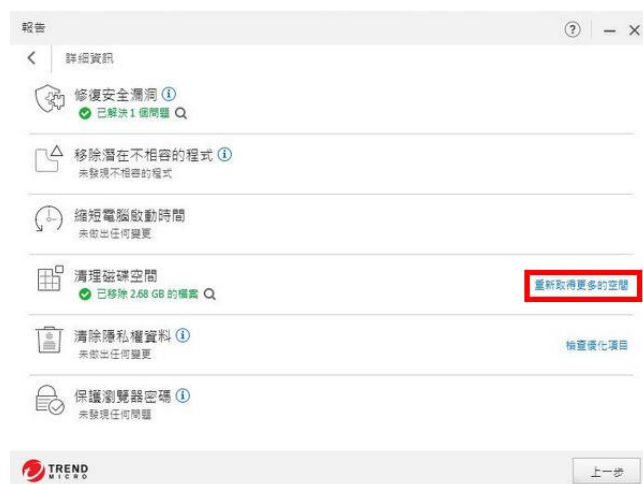 報告
詳細資訊
修復安全漏洞
已解決 1 個問題
移除潛在不相容的程式
未發現不相容的程式
縮短電腦啟動時間
未做出任何變更
清理磁碟空間
已移除 2.68 GB 的檔案
重新取得更多的空間
清除隱私權資料
未做出任何變更
檢查優化項目
保護瀏覽器密碼
未發現任何問題
TREND
MICRO
上一步